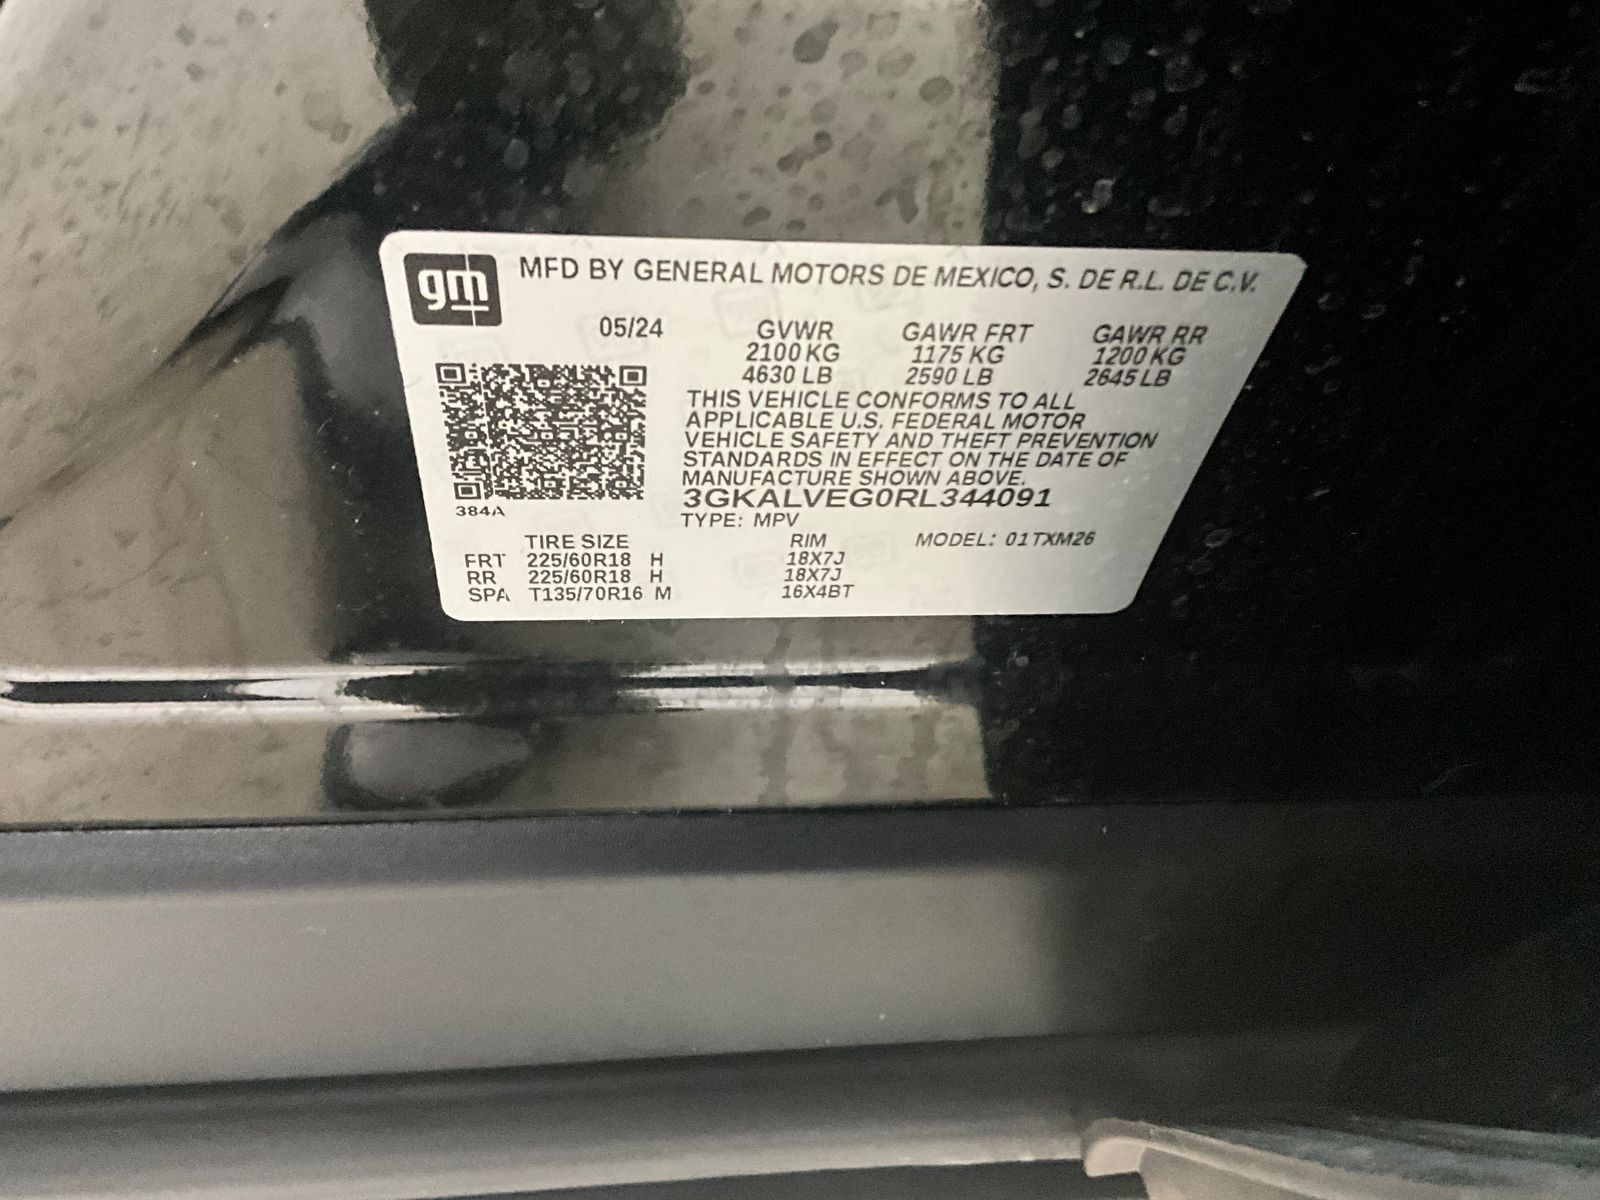 gm MFD BY GENERAL MOTORS DE MEXICO, S. DE R.L. DE C.V.
05/24 GVWR GAWR FRT GAWR RR
2100 KG 1175 KG 1200 KG
4630 LB 2590 LB 2645 LB
THIS VEHICLE CONFORMS TO ALL
APPLICABLE U.S. FEDERAL MOTOR
VEHICLE SAFETY AND THEFT PREVENTION
STANDARDS IN EFFECT ON THE DATE OF
MANUFACTURE SHOWN ABOVE.
3GKALVEG0RL344091
384A
TYPE: MPV
TIRE SIZE RIM MODEL: 01TXM26
FRT 225/60R18 H 18X7J
RR 225/60R18 H 18X7J
SPA T135/70R16 M 16X4BT